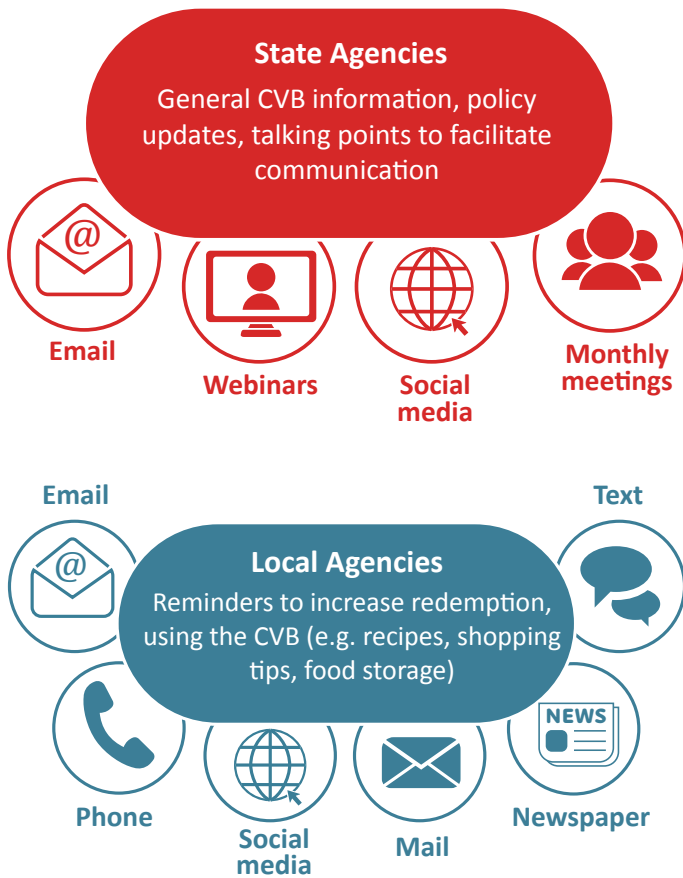 State Agencies
General CVB information, policy
updates, talking points to facilitate
communication
@
Email
Webinars
Social
media
Monthly
meetings
Email
Text
@
Local Agencies
Reminders to increase redemption,
using the CVB (e.g. recipes, shopping
tips, food storage)
NEWS
Phone
Social
media
Mail
Newspaper